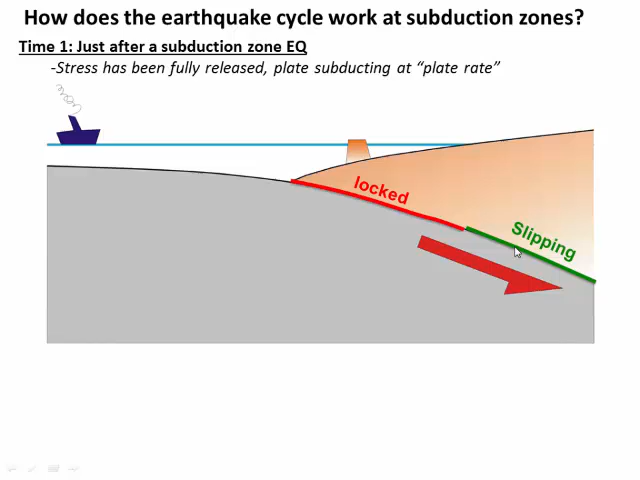 How does the earthquake cycle work at subduction zones?
Time 1: Just after a subduction zone EQ
-Stress has been fully released, plate subducting at “plate rate”
locked
Slipping